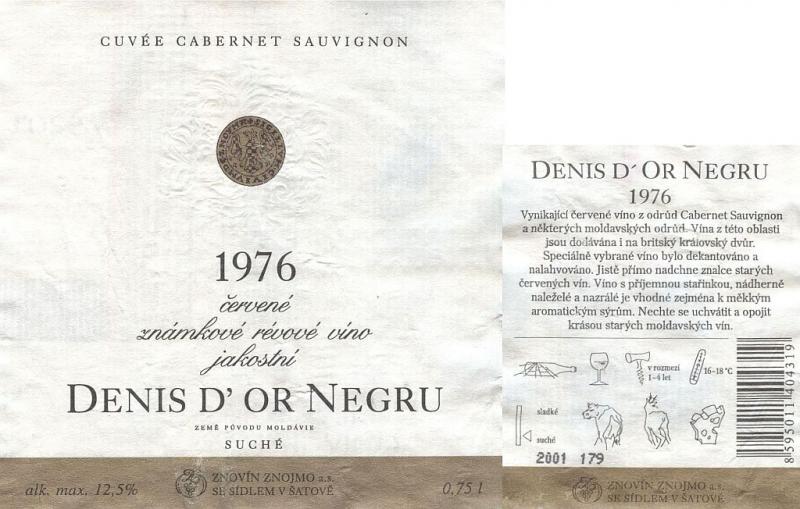 CUVÉE CABERNET SAUVIGNON
1976
červené
známkové révové víno
jakostní
DENIS D' OR NEGRU
ZEMĚ PŮVODU MOLDÁVIE
SUCHÉ
alk. max. 12,5%
ZNOVÍN ZNOJMO a.s.
SE SÍDLEM V ŠATOVĚ
0,75 l
DENIS D´ OR NEGRU
1976
Vynikající červené víno z odrůd Cabernet Sauvignon
a některých moldavských odrůd. Vína z této oblasti
jsou dodávána i na britský královský dvůr.
Speciálně vybrané víno bylo dekantováno a
nalahvováno. Jistě přímo nadchne znalce starých
červených vín. Víno s příjemnou stařinkou, nádherně
naleželé a nazrálé je vhodné zejména k měkkým
aromatickým sýrům. Nechte se uchvátit a opojit
krásou starých moldavských vín.
v rozmezí
1-4 let
16-18 °C
sladké
suché
2001 179
8 595011 404319
ZNOVÍN ZNOJMO a.s.
SE SÍDLEM V ŠATOVĚ